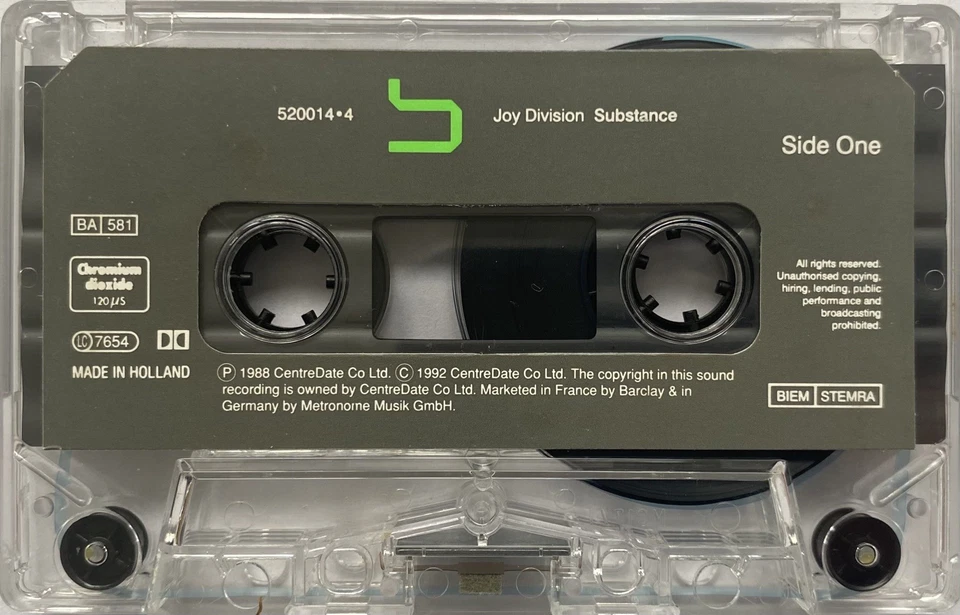 520014•4
Joy Division Substance
Side One
BA 581
Chromium
dioxide
120 µS
LC 7654
MADE IN HOLLAND
All rights reserved.
Unauthorised copying,
hiring, lending, public
performance and
broadcasting
prohibited.
Ⓟ 1988 CentreDate Co Ltd. Ⓒ 1992 CentreDate Co Ltd. The copyright in this sound
recording is owned by CentreDate Co Ltd. Marketed in France by Barclay & in
Germany by Metronome Musik GmbH.
BIEM STEMRA